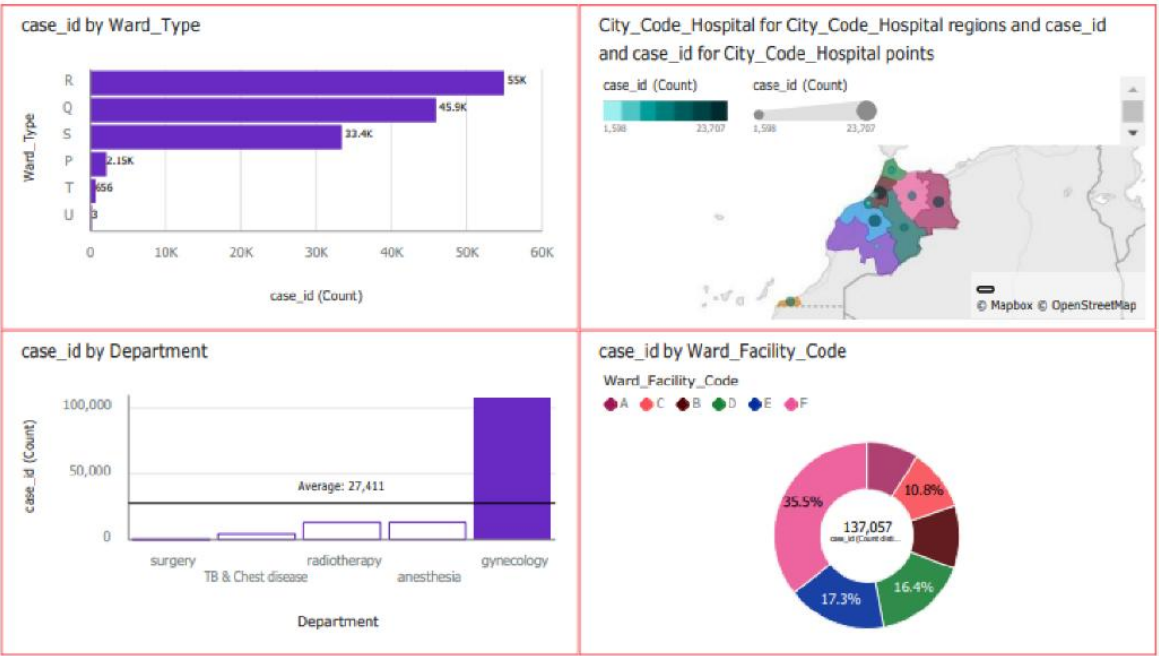 case_id by Ward_Type
R
55K
Q
45.9K
S
33.4K
P
2.15K
T
656
U
3
Ward_Type
0
10K
20K
30K
40K
50K
60K
case_id (Count)
City_Code_Hospital for City_Code_Hospital regions and case_id
and case_id for City_Code_Hospital points
case_id (Count)
1,598
23,707
case_id (Count)
1,598
23,707
© Mapbox © OpenStreetMap
case_id by Department
case_id (Count)
100,000
50,000
0
Average: 27,411
surgery
TB & Chest disease
radiotherapy
anesthesia
gynecology
Department
case_id by Ward_Facility_Code
Ward_Facility_Code
A
C
B
D
E
F
35.5%
10.8%
137,057
case_id (Count disti...
17.3%
16.4%